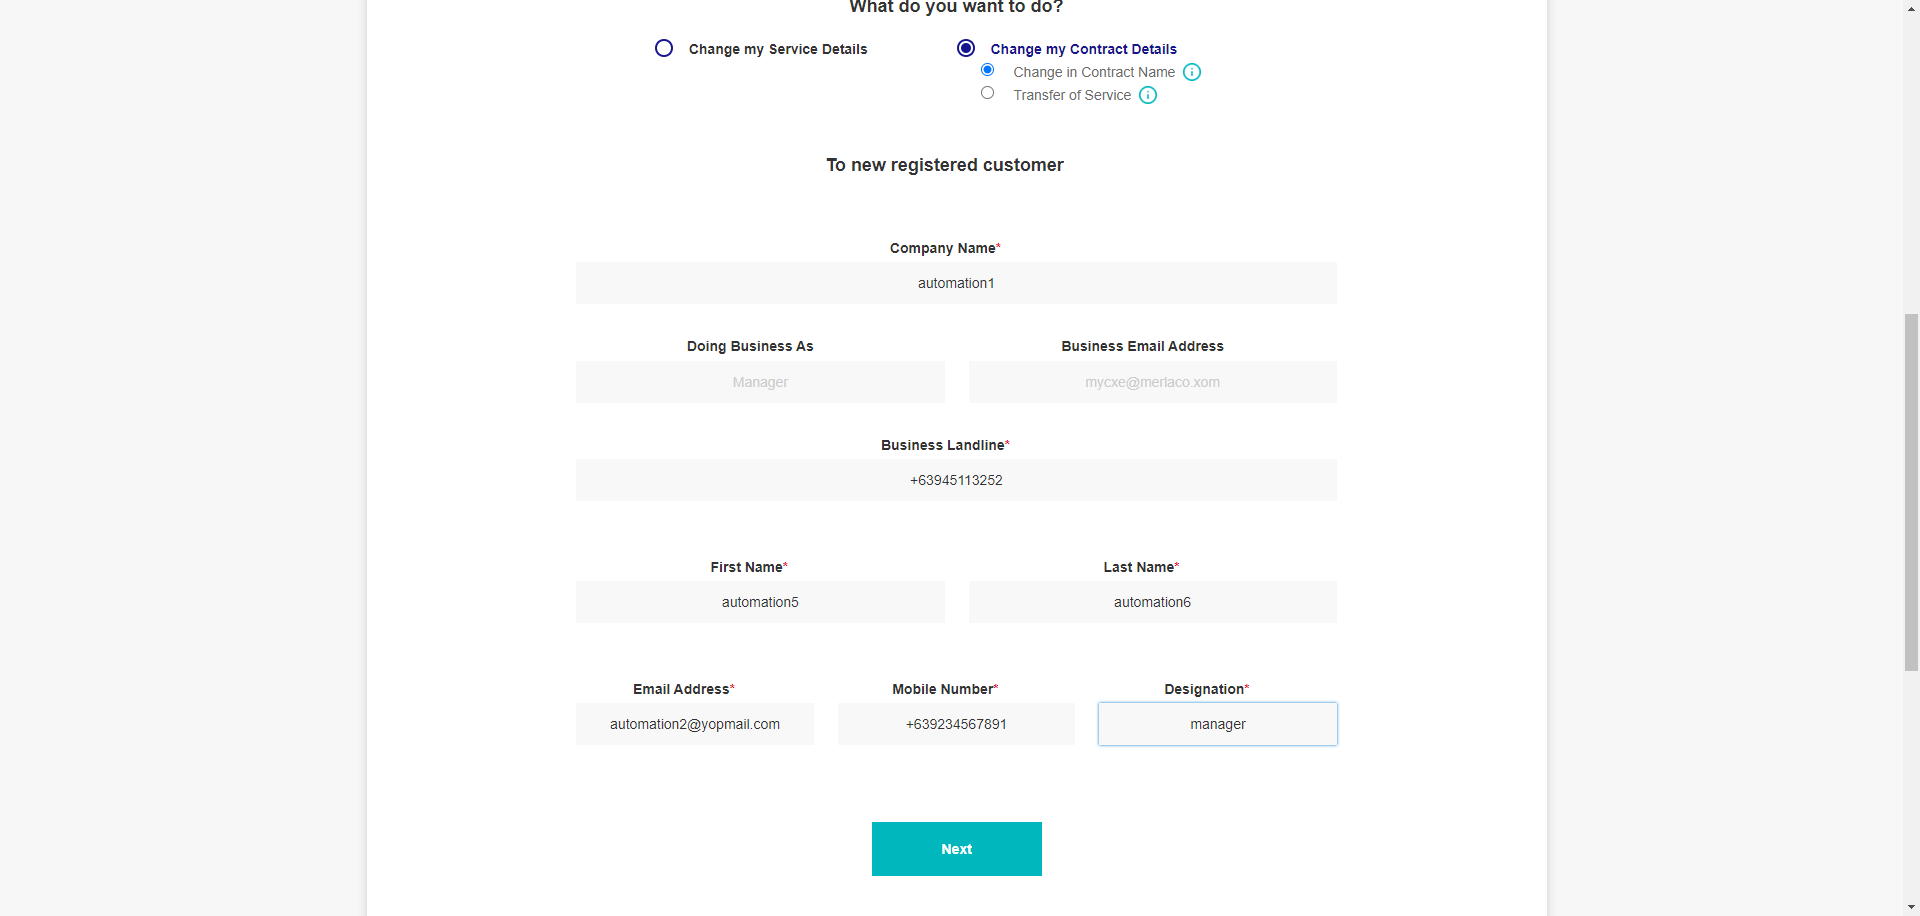 What do you want to do?
Change my Service Details
Change my Contract Details
Change in Contract Name
Transfer of Service
To new registered customer
Company Name*
automation1
Doing Business As
Business Email Address
Manager
mycxe@merlaco.xom
Business Landline*
+63945113252
First Name*
Last Name*
automation5
automation6
Email Address*
Mobile Number*
Designation*
automation2@yopmail.com
+639234567891
manager
Next